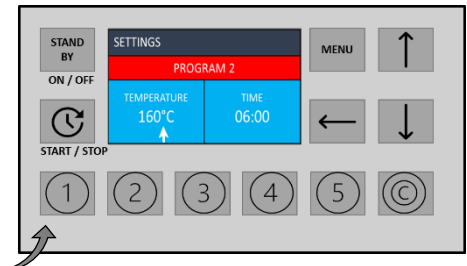 STAND
BY
ON / OFF
SETTINGS
PROGRAM 2
TEMPERATURE
160°C
TIME
06:00
MENU
START / STOP
1
2
3
4
5
©